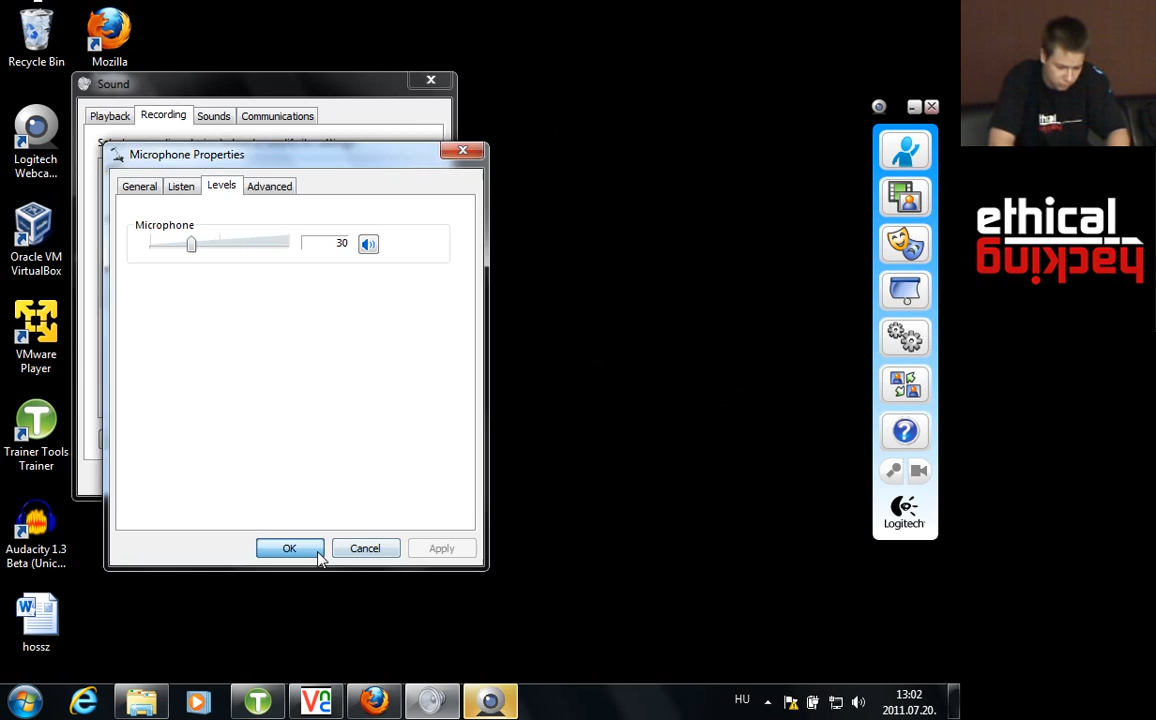 Recycle Bin
Mozilla
Logitech
Webca...
Oracle VM
VirtualBox
VMware
Player
Trainer Tools
Trainer
Audacity 1.3
Beta (Unic...
hossz
Sound
Playback
Recording
Sounds
Communications
Microphone Properties
General
Listen
Levels
Advanced
Microphone
30
OK
Cancel
Apply
Logitech
ethical
hacking
HU
13:02
2011.07.20.